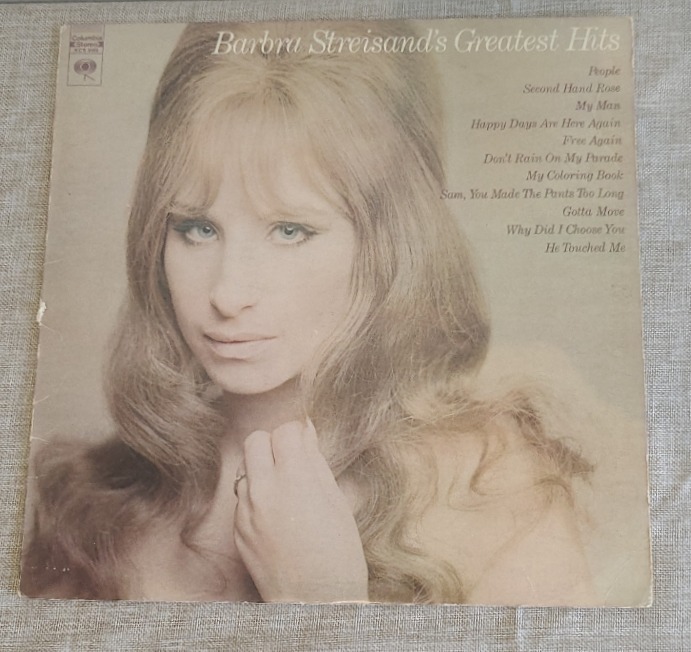 Columbia
Stereo
Barbra Streisand's Greatest Hits
People
Second Hand Rose
My Man
Happy Days Are Here Again
Free Again
Don't Rain On My Parade
My Coloring Book
Sam, You Made The Pants Too Long
Gotta Move
Why Did I Choose You
He Touched Me